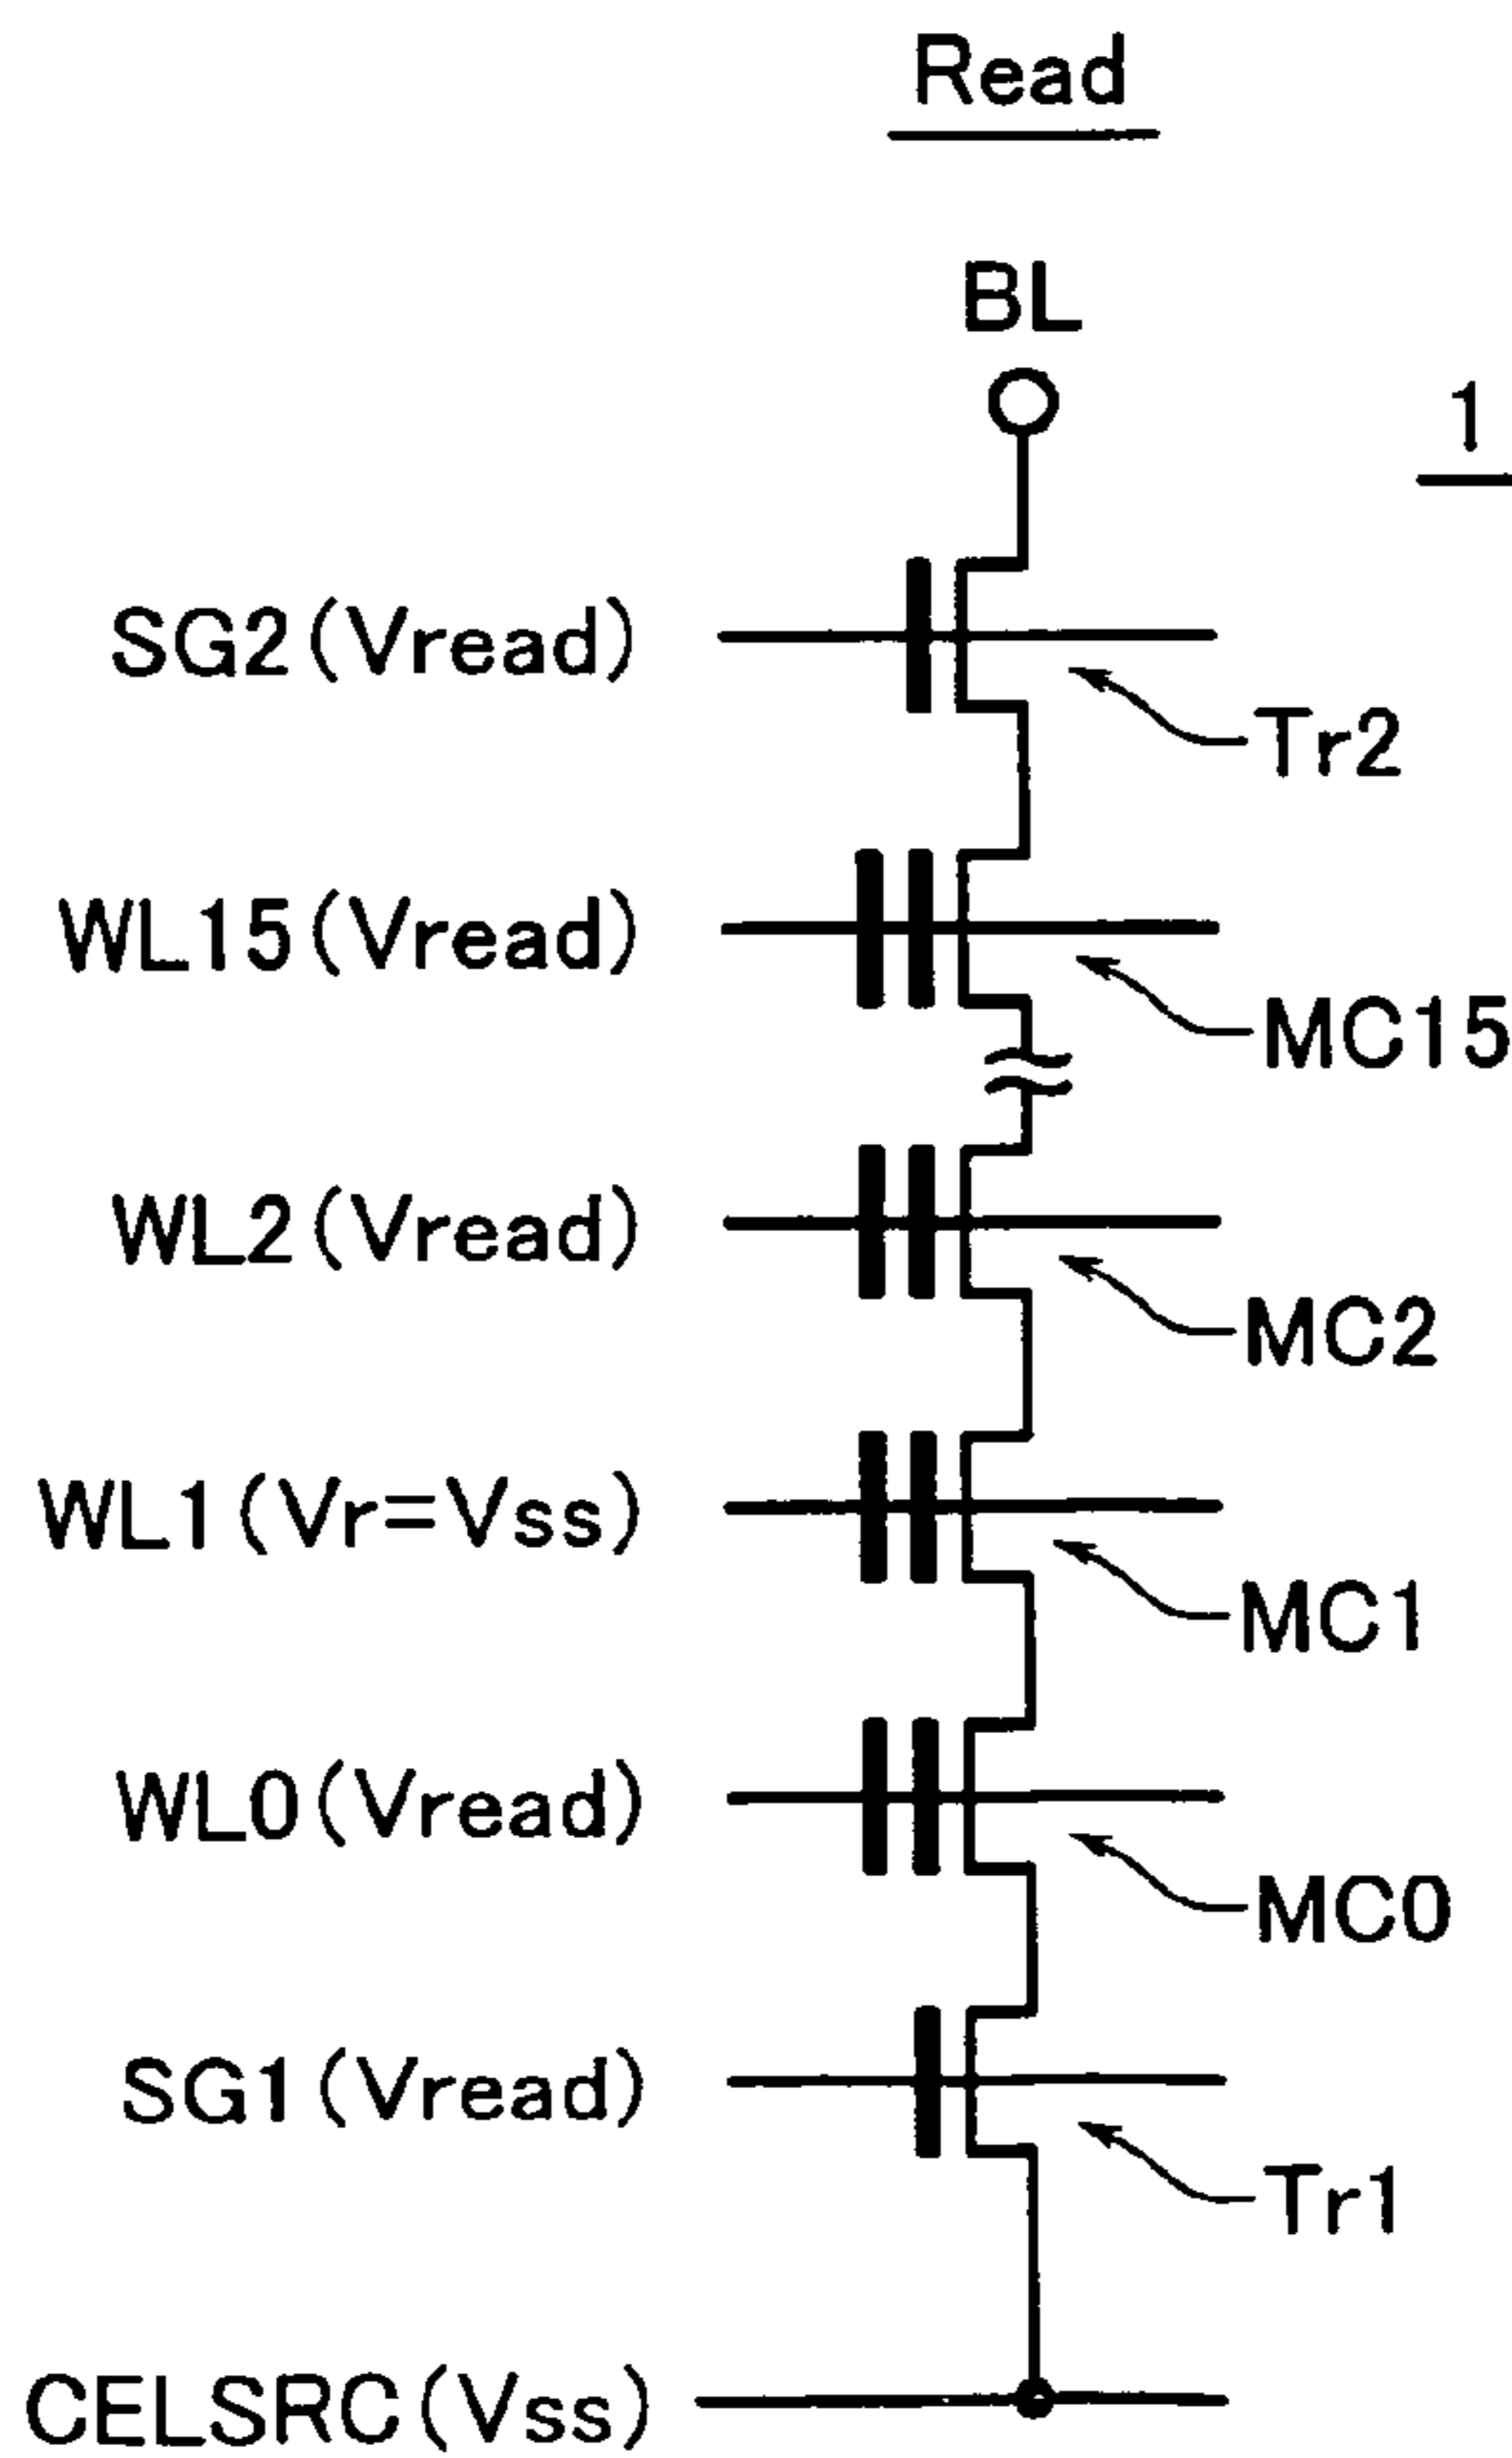 Read
BL
1
SG2(Vread)
Tr2
WL15(Vread)
MC15
WL2(Vread)
MC2
WL1(Vr=Vss)
MC1
WL0(Vread)
MC0
SG1(Vread)
Tr1
CELSRC(Vss)